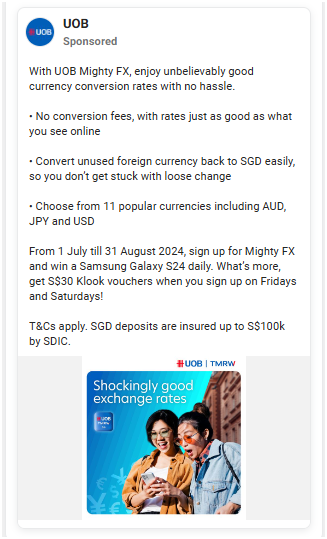 UOB
UOB
Sponsored
With UOB Mighty FX, enjoy unbelievably good
currency conversion rates with no hassle.
• No conversion fees, with rates just as good as what
you see online
• Convert unused foreign currency back to SGD easily,
so you don’t get stuck with loose change
• Choose from 11 popular currencies including AUD,
JPY and USD
From 1 July till 31 August 2024, sign up for Mighty FX
and win a Samsung Galaxy S24 daily. What’s more,
get S$30 Klook vouchers when you sign up on Fridays
and Saturdays!
T&Cs apply. SGD deposits are insured up to S$100k
by SDIC.
UOB | TMRW
Shockingly good
exchange rates
UOB